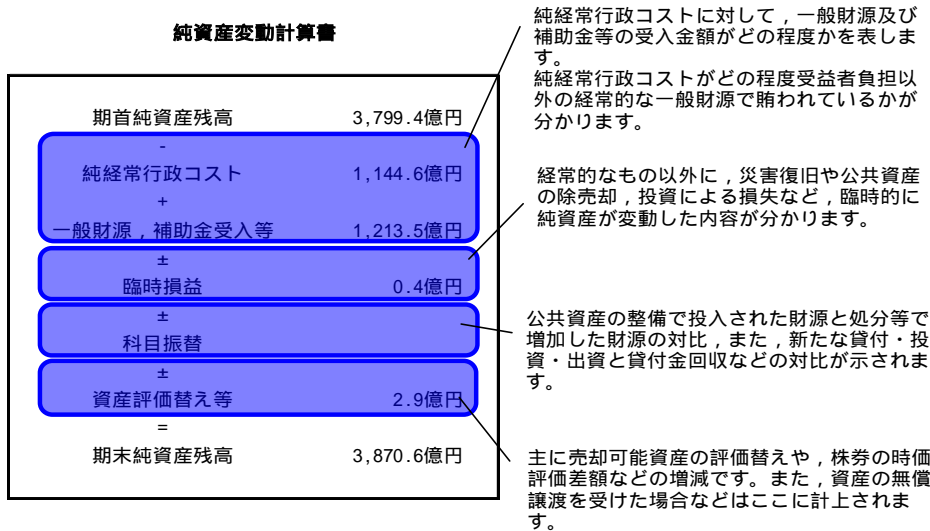 純資産変動計算書
期首純資産残高 3,799.4億円
-
純経常行政コスト 1,144.6億円
+
一般財源，補助金受入等 1,213.5億円
±
臨時損益 0.4億円
±
科目振替
±
資産評価替え等 2.9億円
=
期末純資産残高 3,870.6億円
純経常行政コストに対して，一般財源及び
補助金等の受入金額がどの程度かを表しま
す。
純経常行政コストがどの程度受益者負担以
外の経常的な一般財源で賄われているかが
分かります。
経常的なもの以外に，災害復旧や公共資産
の除売却，投資による損失など，臨時的に
純資産が変動した内容が分かります。
公共資産の整備で投入された財源と処分等で
増加した財源の対比，また，新たな貸付・投
資・出資と貸付金回収などの対比が示されま
す。
主に売却可能資産の評価替えや，株券の時価
評価差額などの増減です。また，資産の無償
譲渡を受けた場合などはここに計上されま
す。